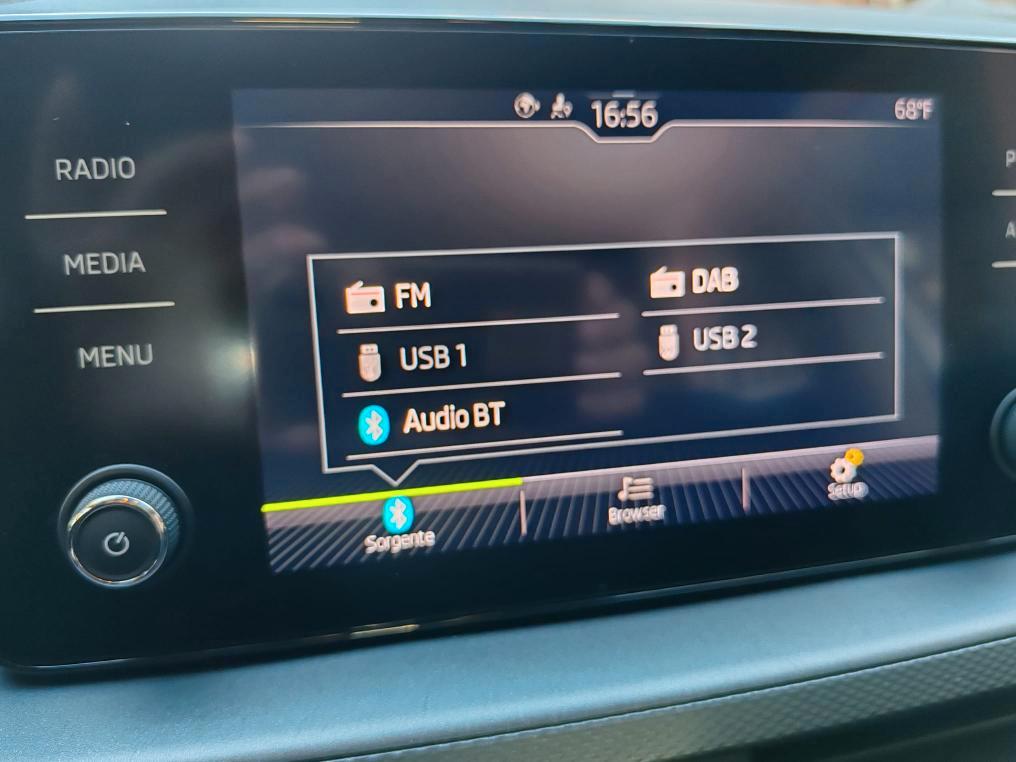 16:56
68°F
RADIO
MEDIA
MENU
FM
DAB
USB 1
USB 2
Audio BT
Sorgente
Browser
Setup
P
A